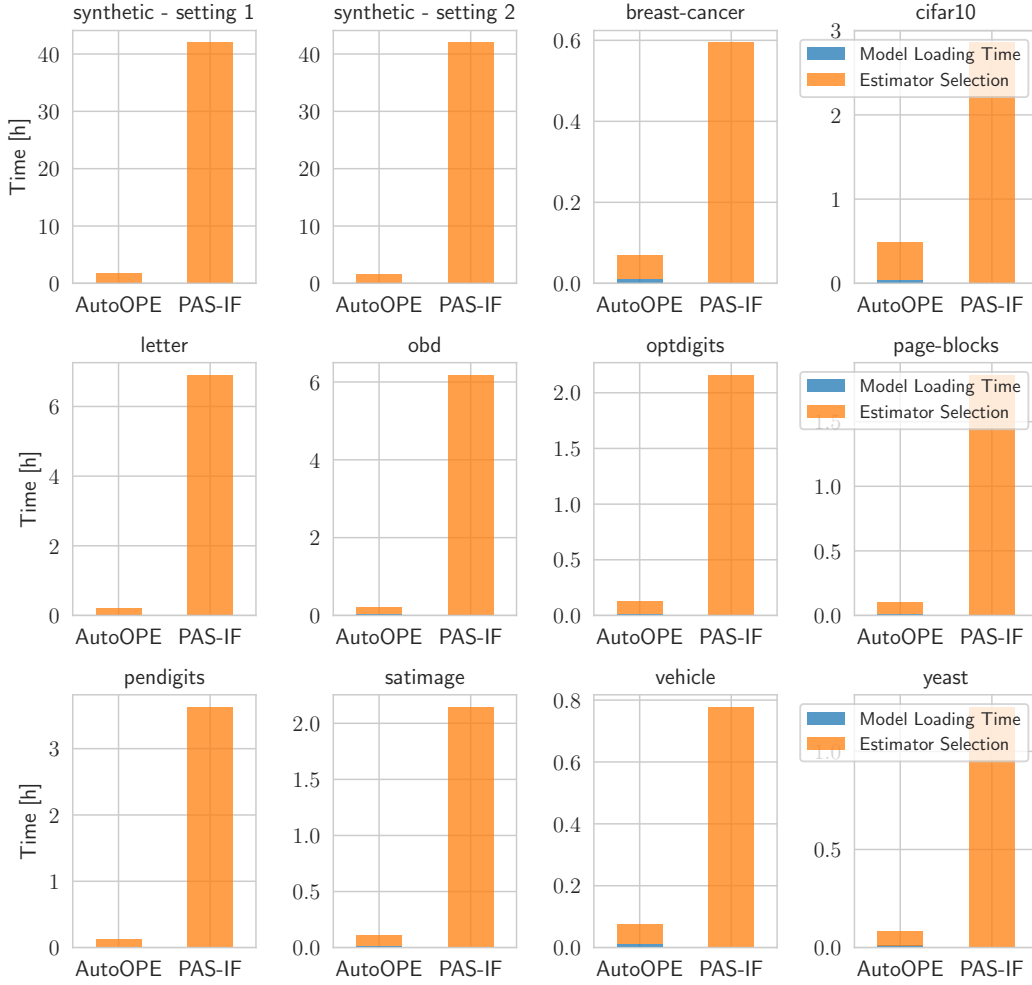 synthetic - setting 1
synthetic - setting 2
breast-cancer
cifar10
Time [h]
40
30
20
10
0
AutoOPE PAS-IF
40
30
20
10
0
AutoOPE PAS-IF
0.6
0.4
0.2
0.0
AutoOPE PAS-IF
3
2
1
0
Model Loading Time
Estimator Selection
AutoOPE PAS-IF
letter
obd
optdigits
page-blocks
Time [h]
6
4
2
0
AutoOPE PAS-IF
6
4
2
0
AutoOPE PAS-IF
2.0
1.5
1.0
0.5
0.0
AutoOPE PAS-IF
Model Loading Time
Estimator Selection
1.5
1.0
0.5
0.0
AutoOPE PAS-IF
pendigits
satimage
vehicle
yeast
Time [h]
3
2
1
0
AutoOPE PAS-IF
2.0
1.5
1.0
0.5
0.0
AutoOPE PAS-IF
0.8
0.6
0.4
0.2
0.0
AutoOPE PAS-IF
Model Loading Time
Estimator Selection
1.0
0.5
0.0
AutoOPE PAS-IF